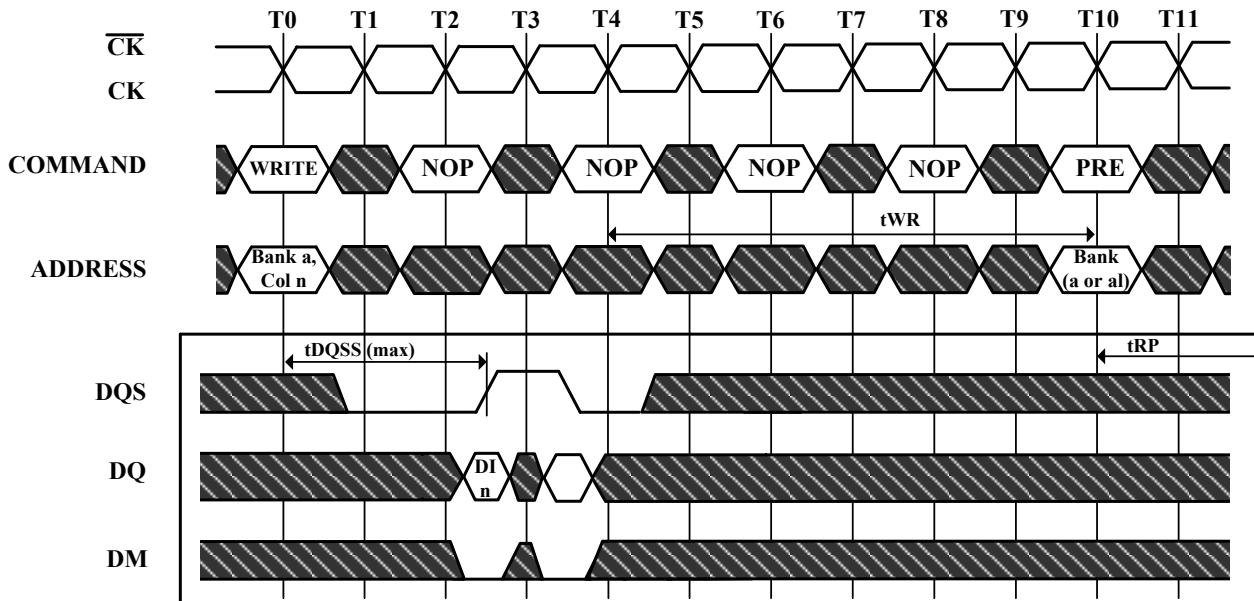 T0 T1 T2 T3 T4 T5 T6 T7 T8 T9 T10 T11
CK
CK
COMMAND WRITE NOP NOP NOP NOP PRE
tWR
ADDRESS Bank a, Col n Bank (a or al)
tDQSS (max) tRP
DQS
DQ DI n
DM